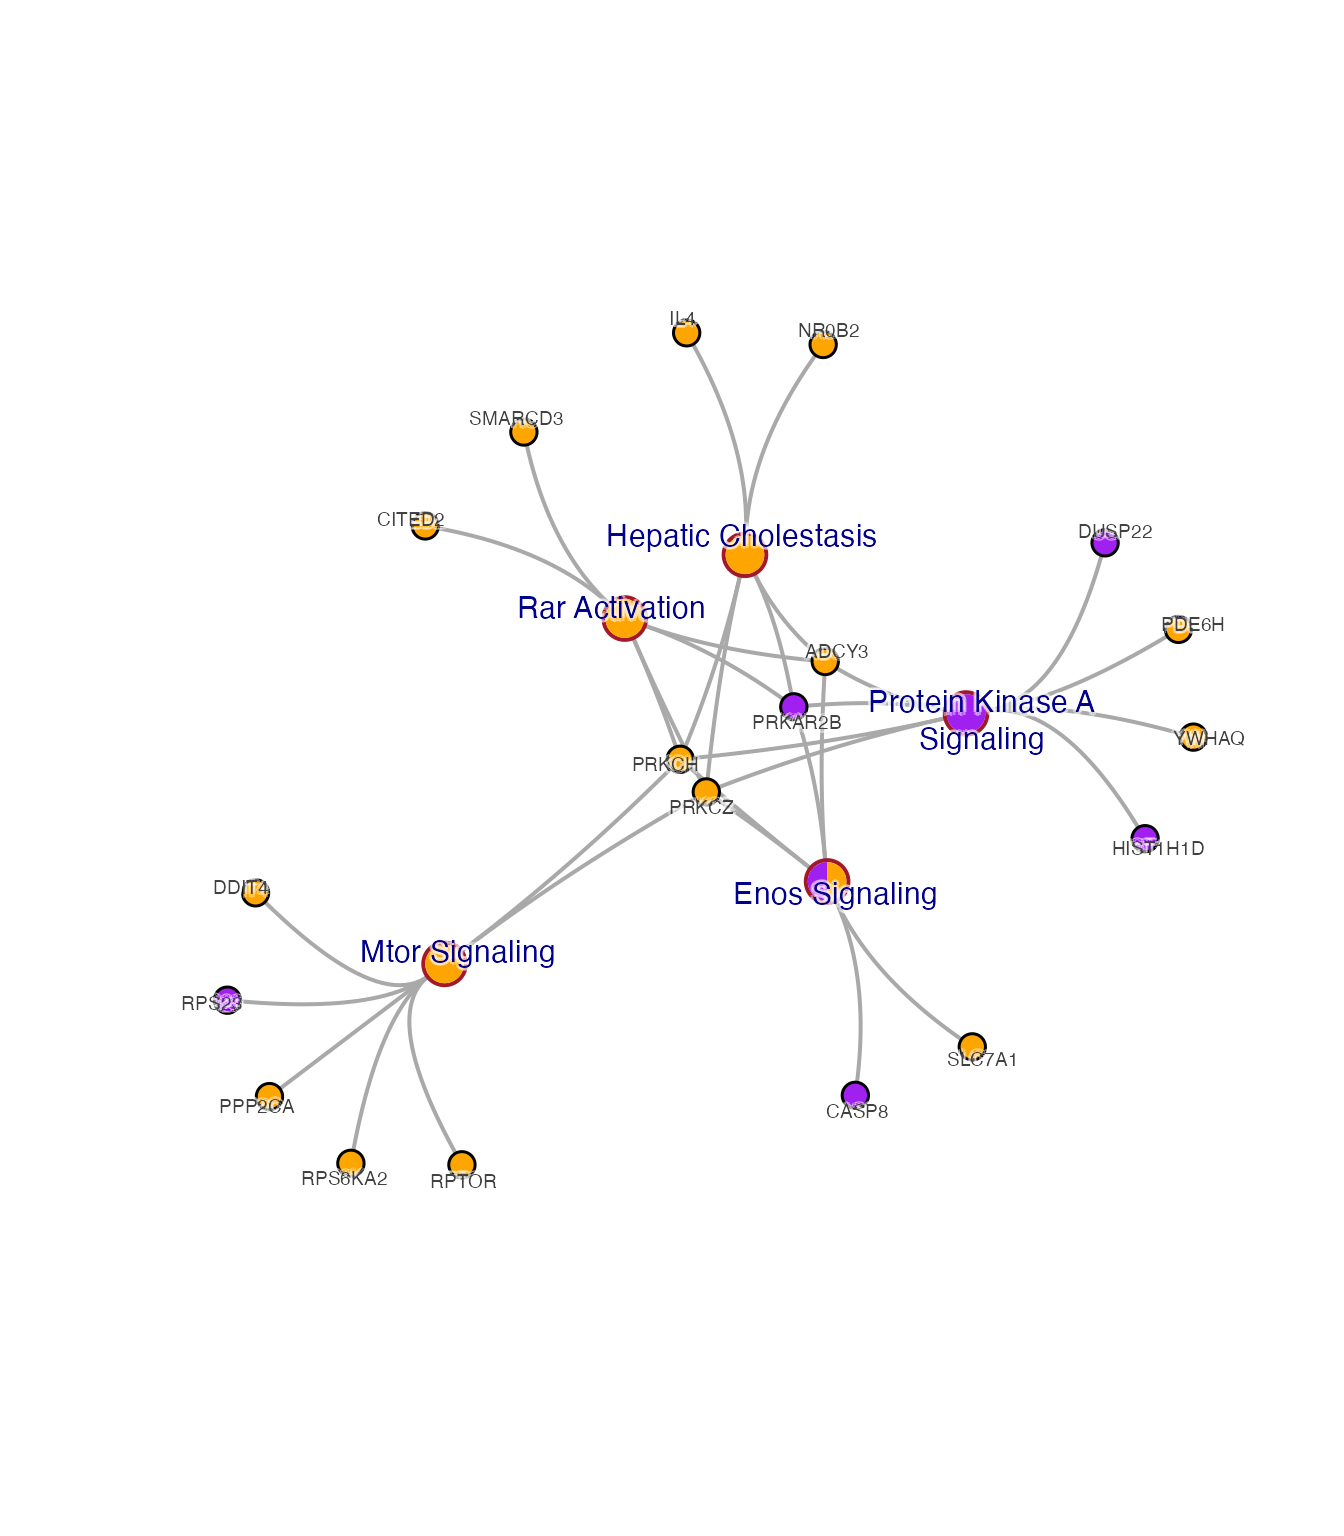 IL4
NR0B2
SMARCD3
CITED2
DUSP22
Hepatic Cholestasis
Rar Activation
PDE6H
ADCY3
Protein Kinase A
Signaling
PRKAR2B
YWHAQ
PRKCH
PRKCZ
HIST1H1D
DDIT4
Enos Signaling
Mtor Signaling
RPS23
SLC7A1
PPP2CA
CASP8
RPS6KA2
RPTOR